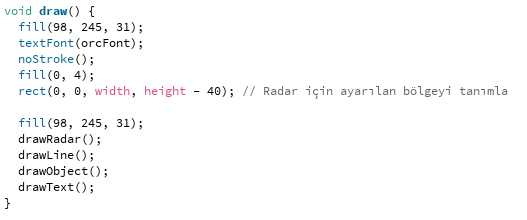 void draw() {
  fill(98, 245, 31);
  textFont(orcFont);
  noStroke();
  fill(0, 4);
  rect(0, 0, width, height - 40); // Radar için ayarılan bölgeyi tanımla

  fill(98, 245, 31);
  drawRadar();
  drawLine();
  drawObject();
  drawText();
}